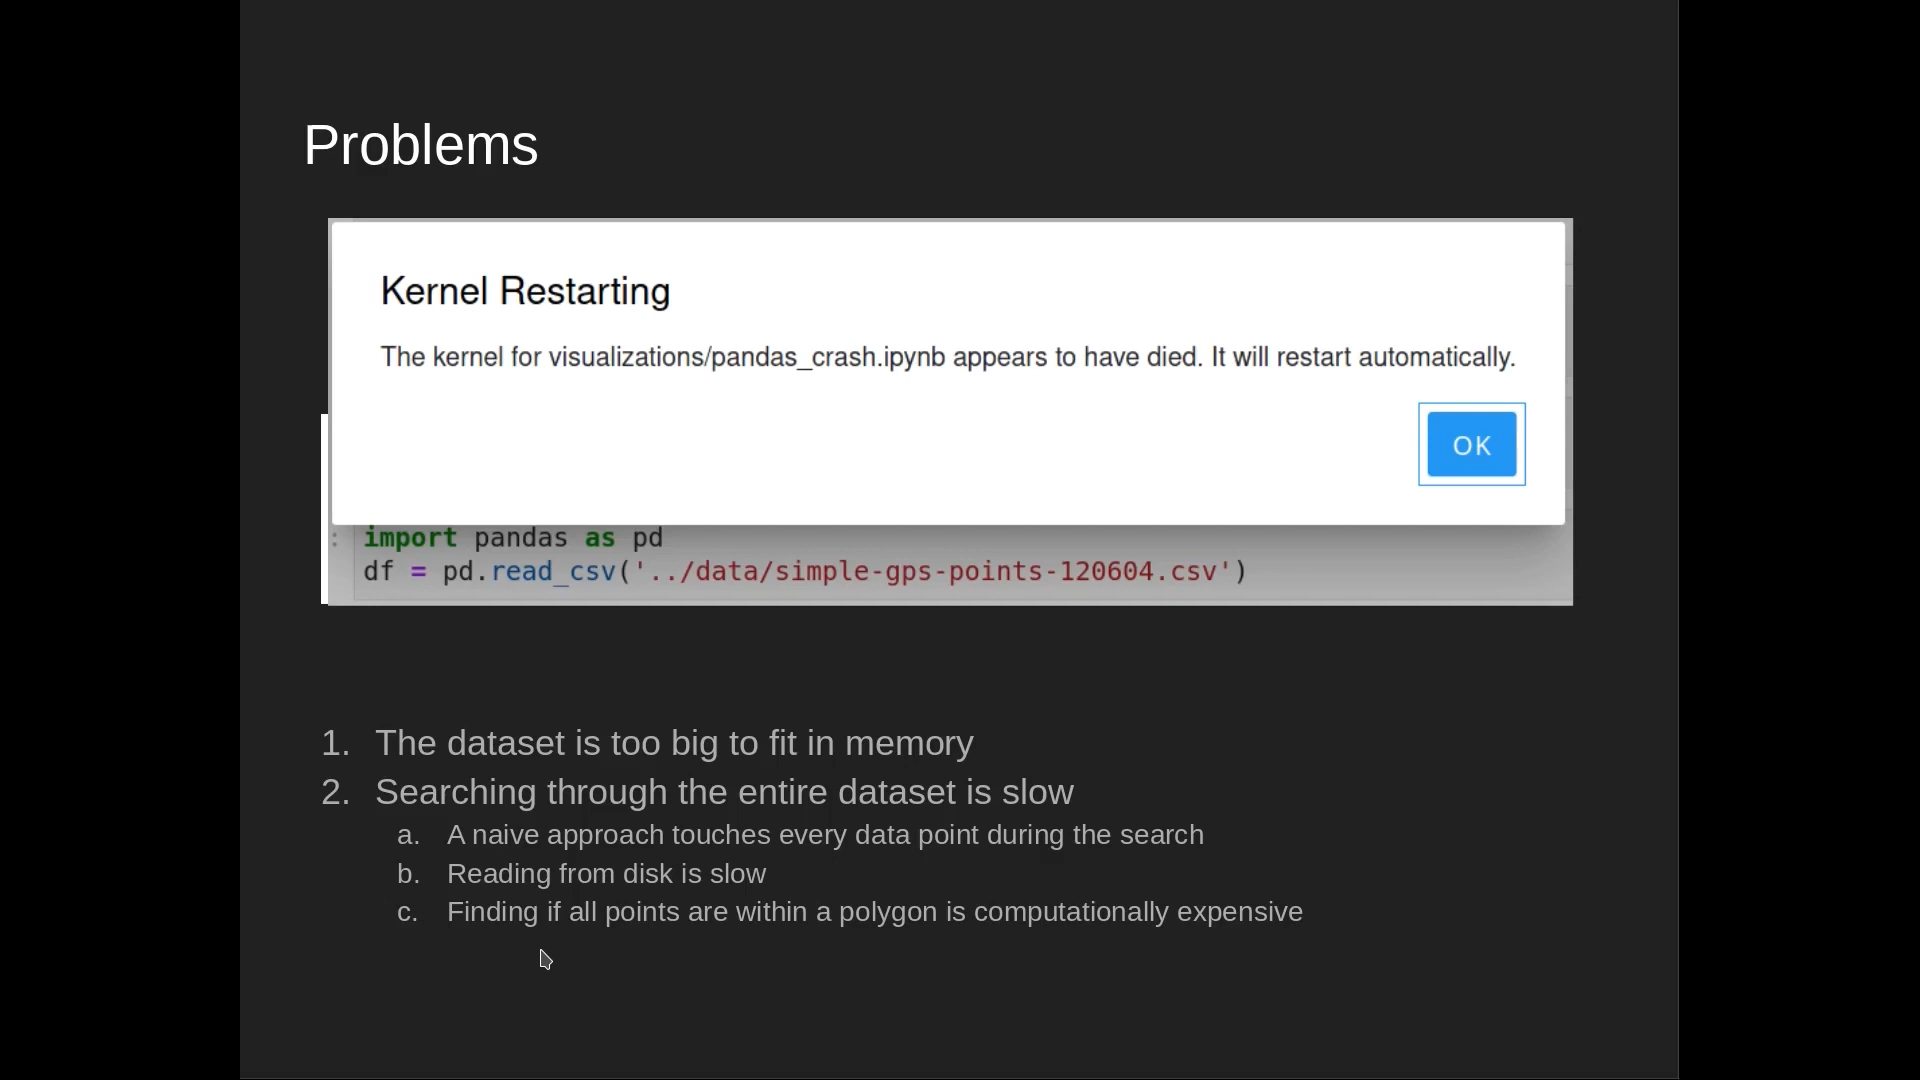 Problems
Kernel Restarting
The kernel for visualizations/pandas_crash.ipynb appears to have died. It will restart automatically.
OK
: import pandas as pd
df = pd.read_csv('../data/simple-gps-points-120604.csv')
1. The dataset is too big to fit in memory
2. Searching through the entire dataset is slow
a. A naive approach touches every data point during the search
b. Reading from disk is slow
c. Finding if all points are within a polygon is computationally expensive